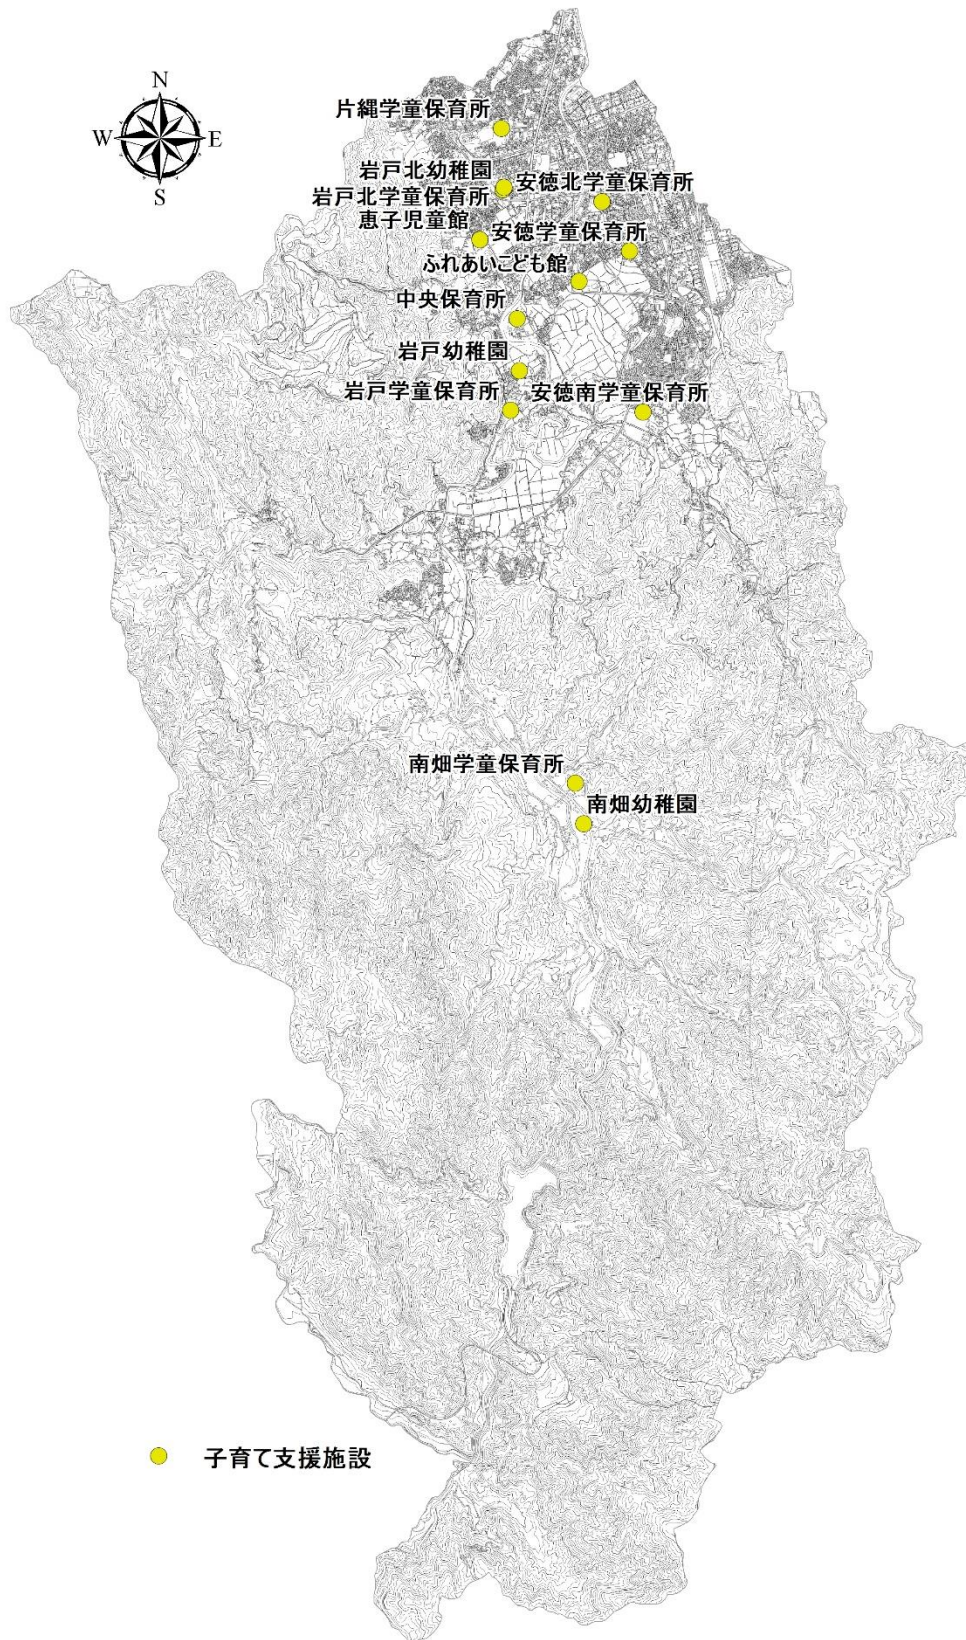 N
W
E
S
片縄学童保育所
岩戸北幼稚園
安徳北学童保育所
岩戸北学童保育所
恵子児童館
安徳学童保育所
ふれあいこども館
中央保育所
岩戸幼稚園
岩戸学童保育所
安徳南学童保育所
南畑学童保育所
南畑幼稚園
子育て支援施設